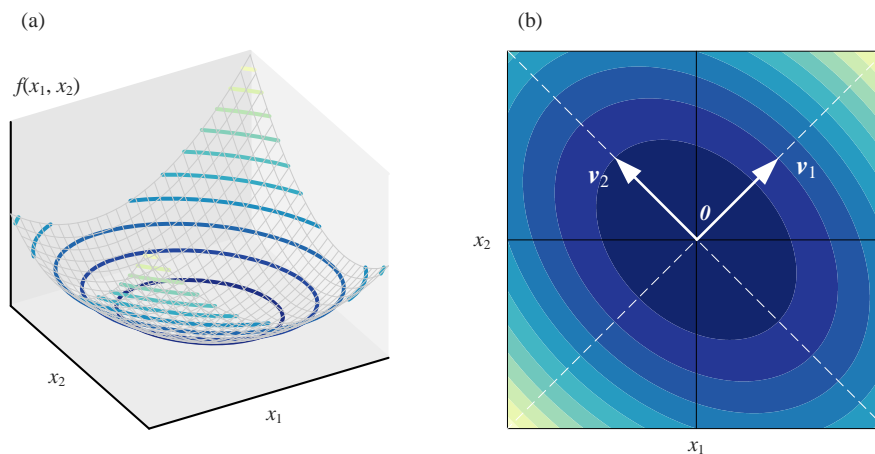 (a)
f(x₁, x₂)
x₂
x₁
(b)
v₂
v₁
0
x₂
x₁